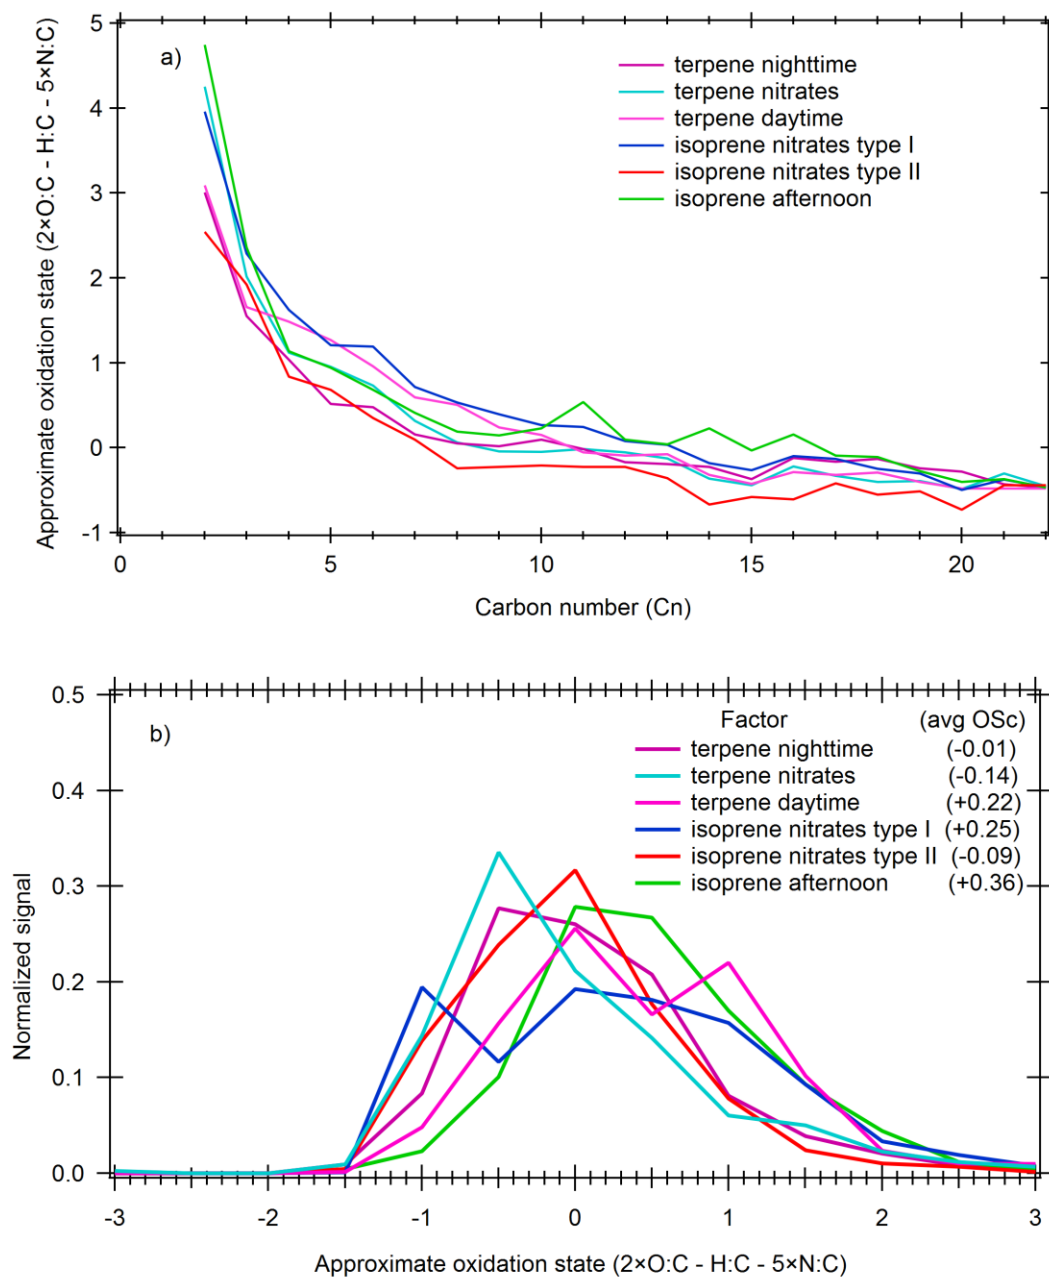 a)
5
4
3
2
1
0
-1
Approximate oxidation state (2×O:C - H:C - 5×N:C)
terpene nighttime
terpene nitrates
terpene daytime
isoprene nitrates type I
isoprene nitrates type II
isoprene afternoon
0 5 10 15 20
Carbon number (Cn)
b)
0.5
0.4
0.3
0.2
0.1
0.0
Normalized signal
Factor (avg OSc)
terpene nighttime (-0.01)
terpene nitrates (-0.14)
terpene daytime (+0.22)
isoprene nitrates type I (+0.25)
isoprene nitrates type II (-0.09)
isoprene afternoon (+0.36)
-3 -2 -1 0 1 2 3
Approximate oxidation state (2×O:C - H:C - 5×N:C)